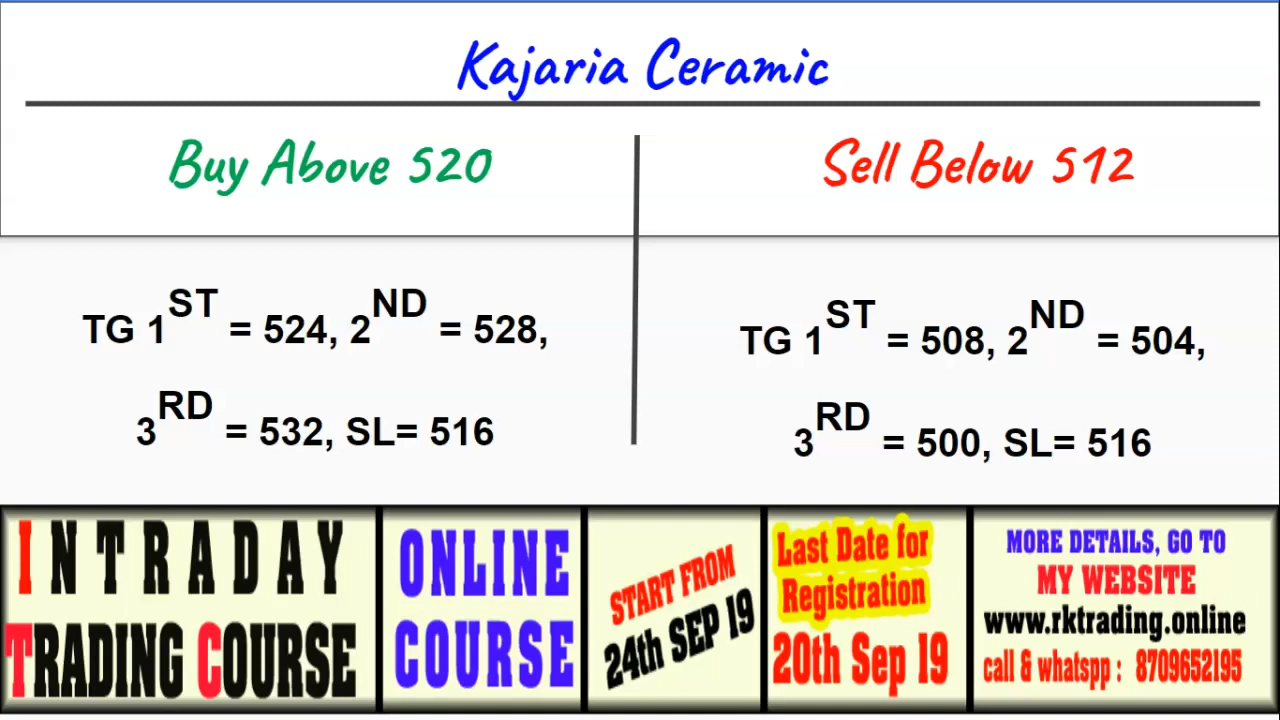 Kajaria Ceramic
Buy Above 520
TG 1ST = 524, 2ND = 528,
3RD = 532, SL= 516
Sell Below 512
TG 1ST = 508, 2ND = 504,
3RD = 500, SL= 516
INTRADAY
TRADING COURSE
ONLINE
COURSE
START FROM
24th SEP 19
Last Date for
Registration
20th Sep 19
MORE DETAILS, GO TO
MY WEBSITE
www.rktrading.online
call & whatspp : 8709652195